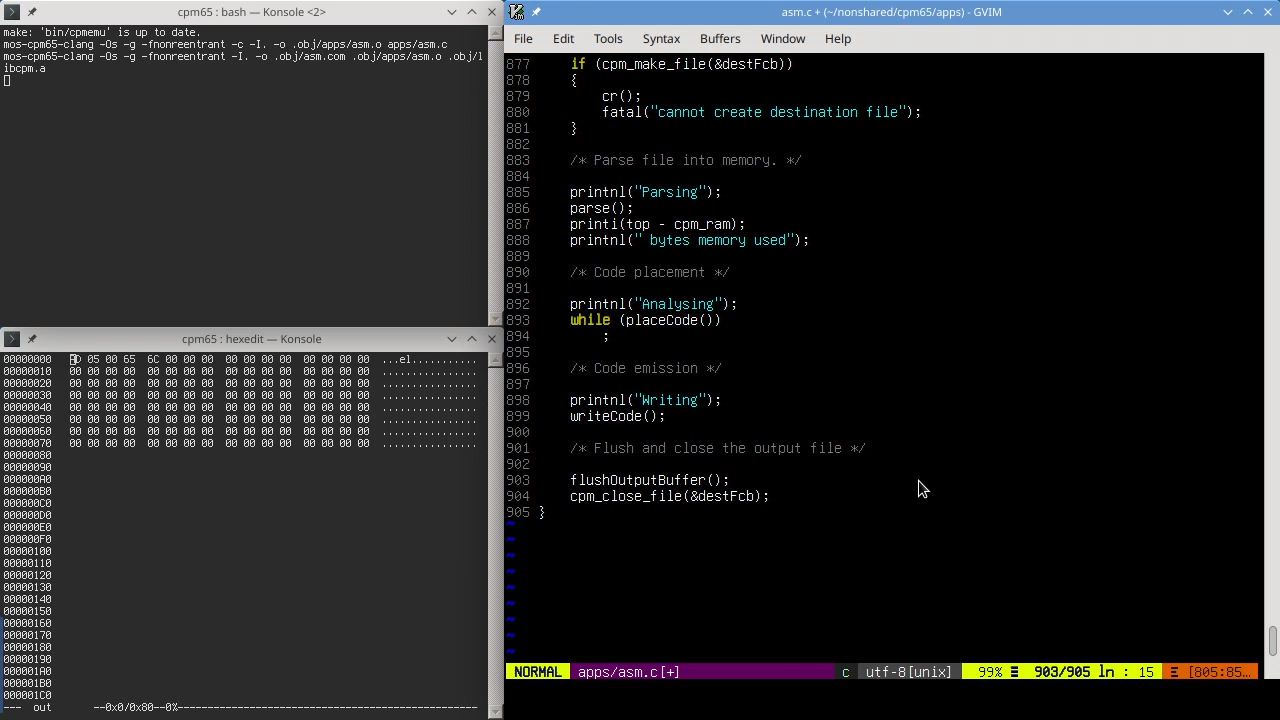 cpm65 : bash — Konsole <2>
make: 'bin/cpmemu' is up to date.
mos-cpm65-clang -Os -g -fnonreentrant -c -I. -o .obj/apps/asm.o apps/asm.c
mos-cpm65-clang -Os -g -fnonreentrant -I. -o .obj/asm.com .obj/apps/asm.o .obj/l
ibcpm.a
cpm65 : hexedit — Konsole
00000000 05 00 65 6C 00 00 00 00 00 00 00 00 00 00 00 ...el...........
00000010 00 00 00 00 00 00 00 00 00 00 00 00 00 00 00 00 ................
00000020 00 00 00 00 00 00 00 00 00 00 00 00 00 00 00 00 ................
00000030 00 00 00 00 00 00 00 00 00 00 00 00 00 00 00 00 ................
00000040 00 00 00 00 00 00 00 00 00 00 00 00 00 00 00 00 ................
00000050 00 00 00 00 00 00 00 00 00 00 00 00 00 00 00 00 ................
00000060 00 00 00 00 00 00 00 00 00 00 00 00 00 00 00 00 ................
00000070 00 00 00 00 00 00 00 00 00 00 00 00 00 00 00 00 ................
00000080
00000090
000000A0
000000B0
000000C0
000000D0
000000E0
000000F0
00000100
00000110
00000120
00000130
00000140
00000150
00000160
00000170
00000180
00000190
000001A0
000001B0
000001C0
--- out --0x0/0x80--0%-----------------------------------------------
asm.c + (~/nonshared/cpm65/apps) - GVIM
File Edit Tools Syntax Buffers Window Help
877 if (cpm_make_file(&destFcb))
878 {
879 cr();
880 fatal("cannot create destination file");
881 }
882
883 /* Parse file into memory. */
884
885 printnl("Parsing");
886 parse();
887 printi(top - cpm_ram);
888 printnl(" bytes memory used");
889
890 /* Code placement */
891
892 printnl("Analysing");
893 while (placeCode())
894 ;
895
896 /* Code emission */
897
898 printnl("Writing");
899 writeCode();
900
901 /* Flush and close the output file */
902
903 flushOutputBuffer();
904 cpm_close_file(&destFcb);
905 }
~
~
~
~
~
~
~
~
~
NORMAL apps/asm.c[+] c utf-8[unix] 99% ☰ 903/905 ln : 15 Ξ [805:85…